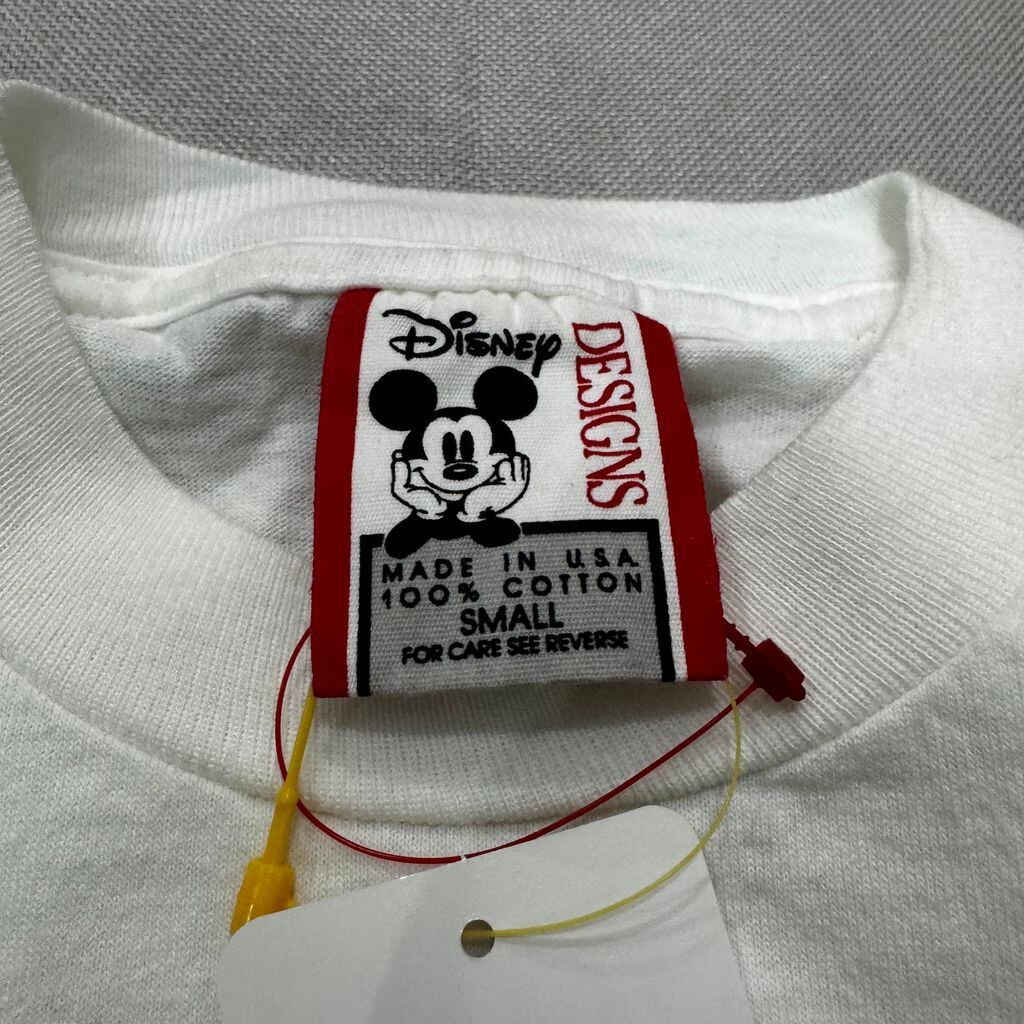 Disney
DESIGNS
MADE IN U.S.A.
100% COTTON
SMALL
FOR CARE SEE REVERSE